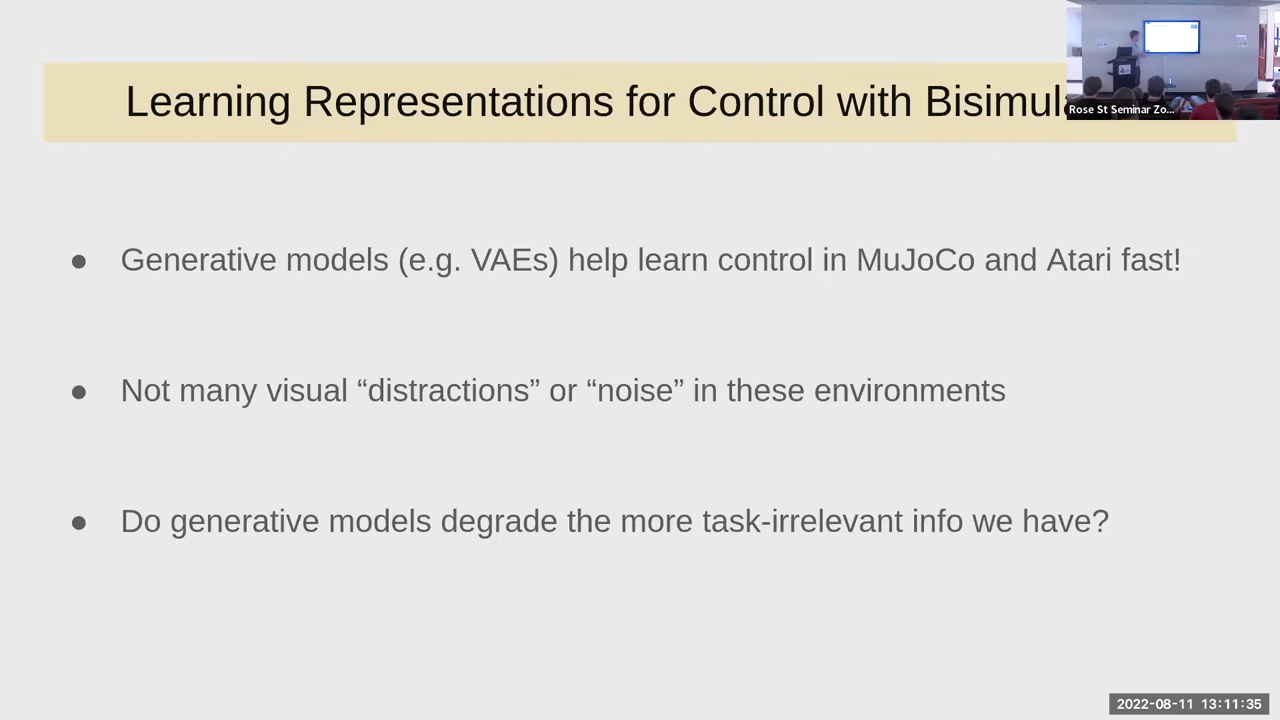 Learning Representations for Control with Bisimul
Rose St Seminar Zo...
● Generative models (e.g. VAEs) help learn control in MuJoCo and Atari fast!
● Not many visual “distractions” or “noise” in these environments
● Do generative models degrade the more task-irrelevant info we have?
2022-08-11 13:11:35